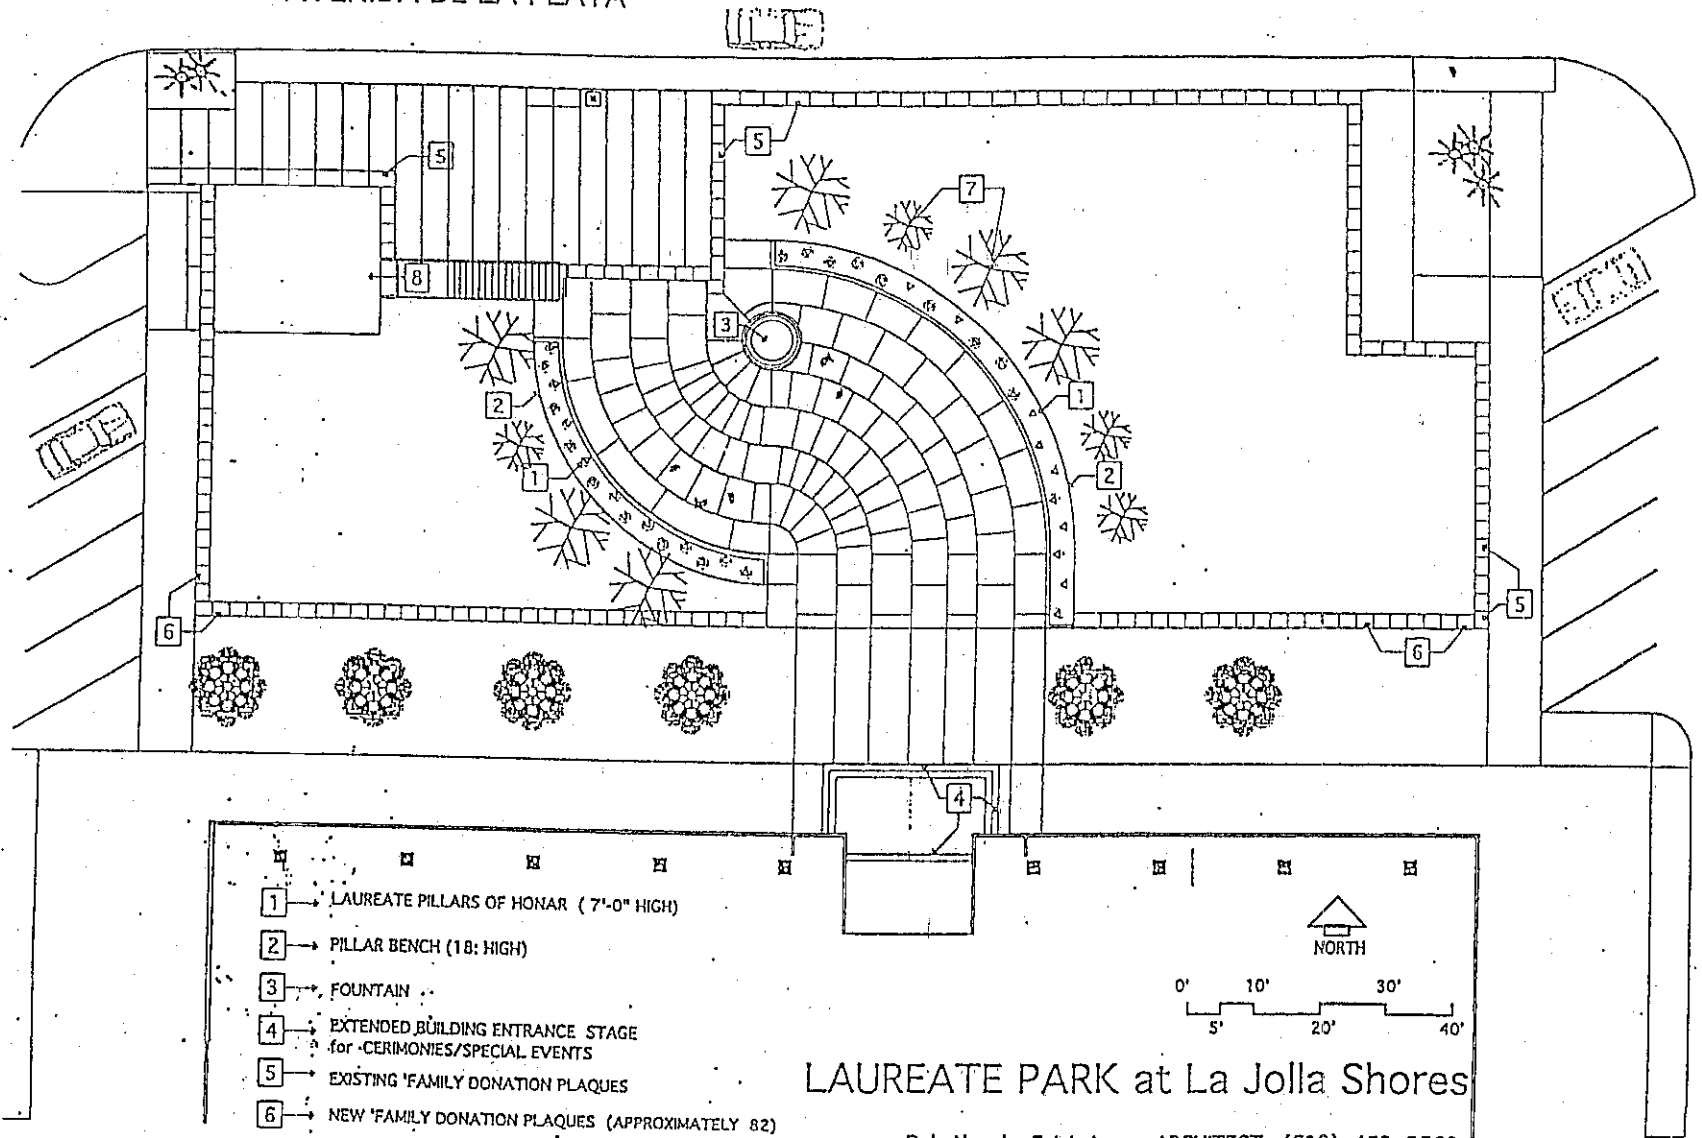 5
5
7
8
3
1
2
2
1
5
6
6
4
1 LAUREATE PILLARS OF HONAR ( 7'-0" HIGH)
2 PILLAR BENCH (18: HIGH)
3 FOUNTAIN
4 EXTENDED BUILDING ENTRANCE STAGE
for CERIMONIES/SPECIAL EVENTS
5 EXISTING 'FAMILY DONATION PLAQUES
6 NEW 'FAMILY DONATION PLAQUES (APPROXIMATELY 82)
NORTH
0' 10' 30'
5' 20' 40'
LAUREATE PARK at La Jolla Shores